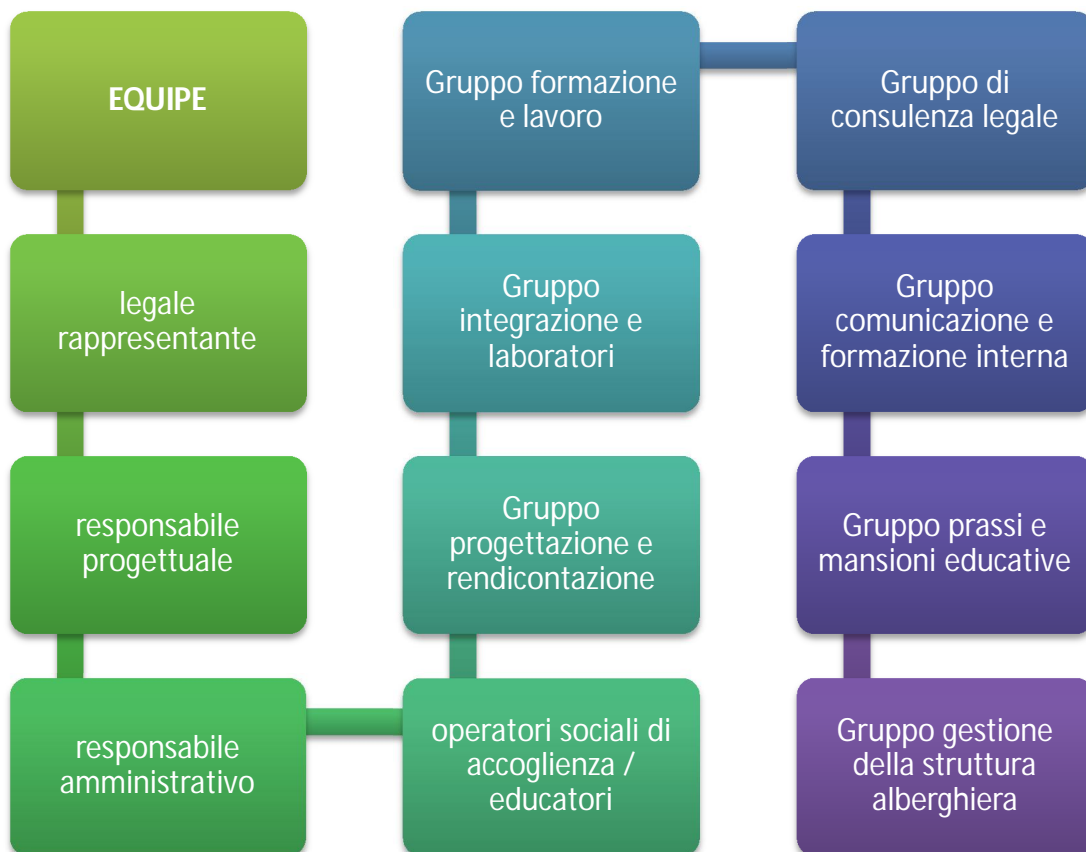 EQUIPE
legale
rappresentante
responsabile
progettuale
responsabile
amministrativo
operatori sociali di
accoglienza /
educatori
Gruppo
progettazione e
rendicontazione
Gruppo
integrazione e
laboratori
Gruppo formazione
e lavoro
Gruppo di
consulenza legale
Gruppo
comunicazione e
formazione interna
Gruppo prassi e
mansioni educative
Gruppo gestione
della struttura
alberghiera